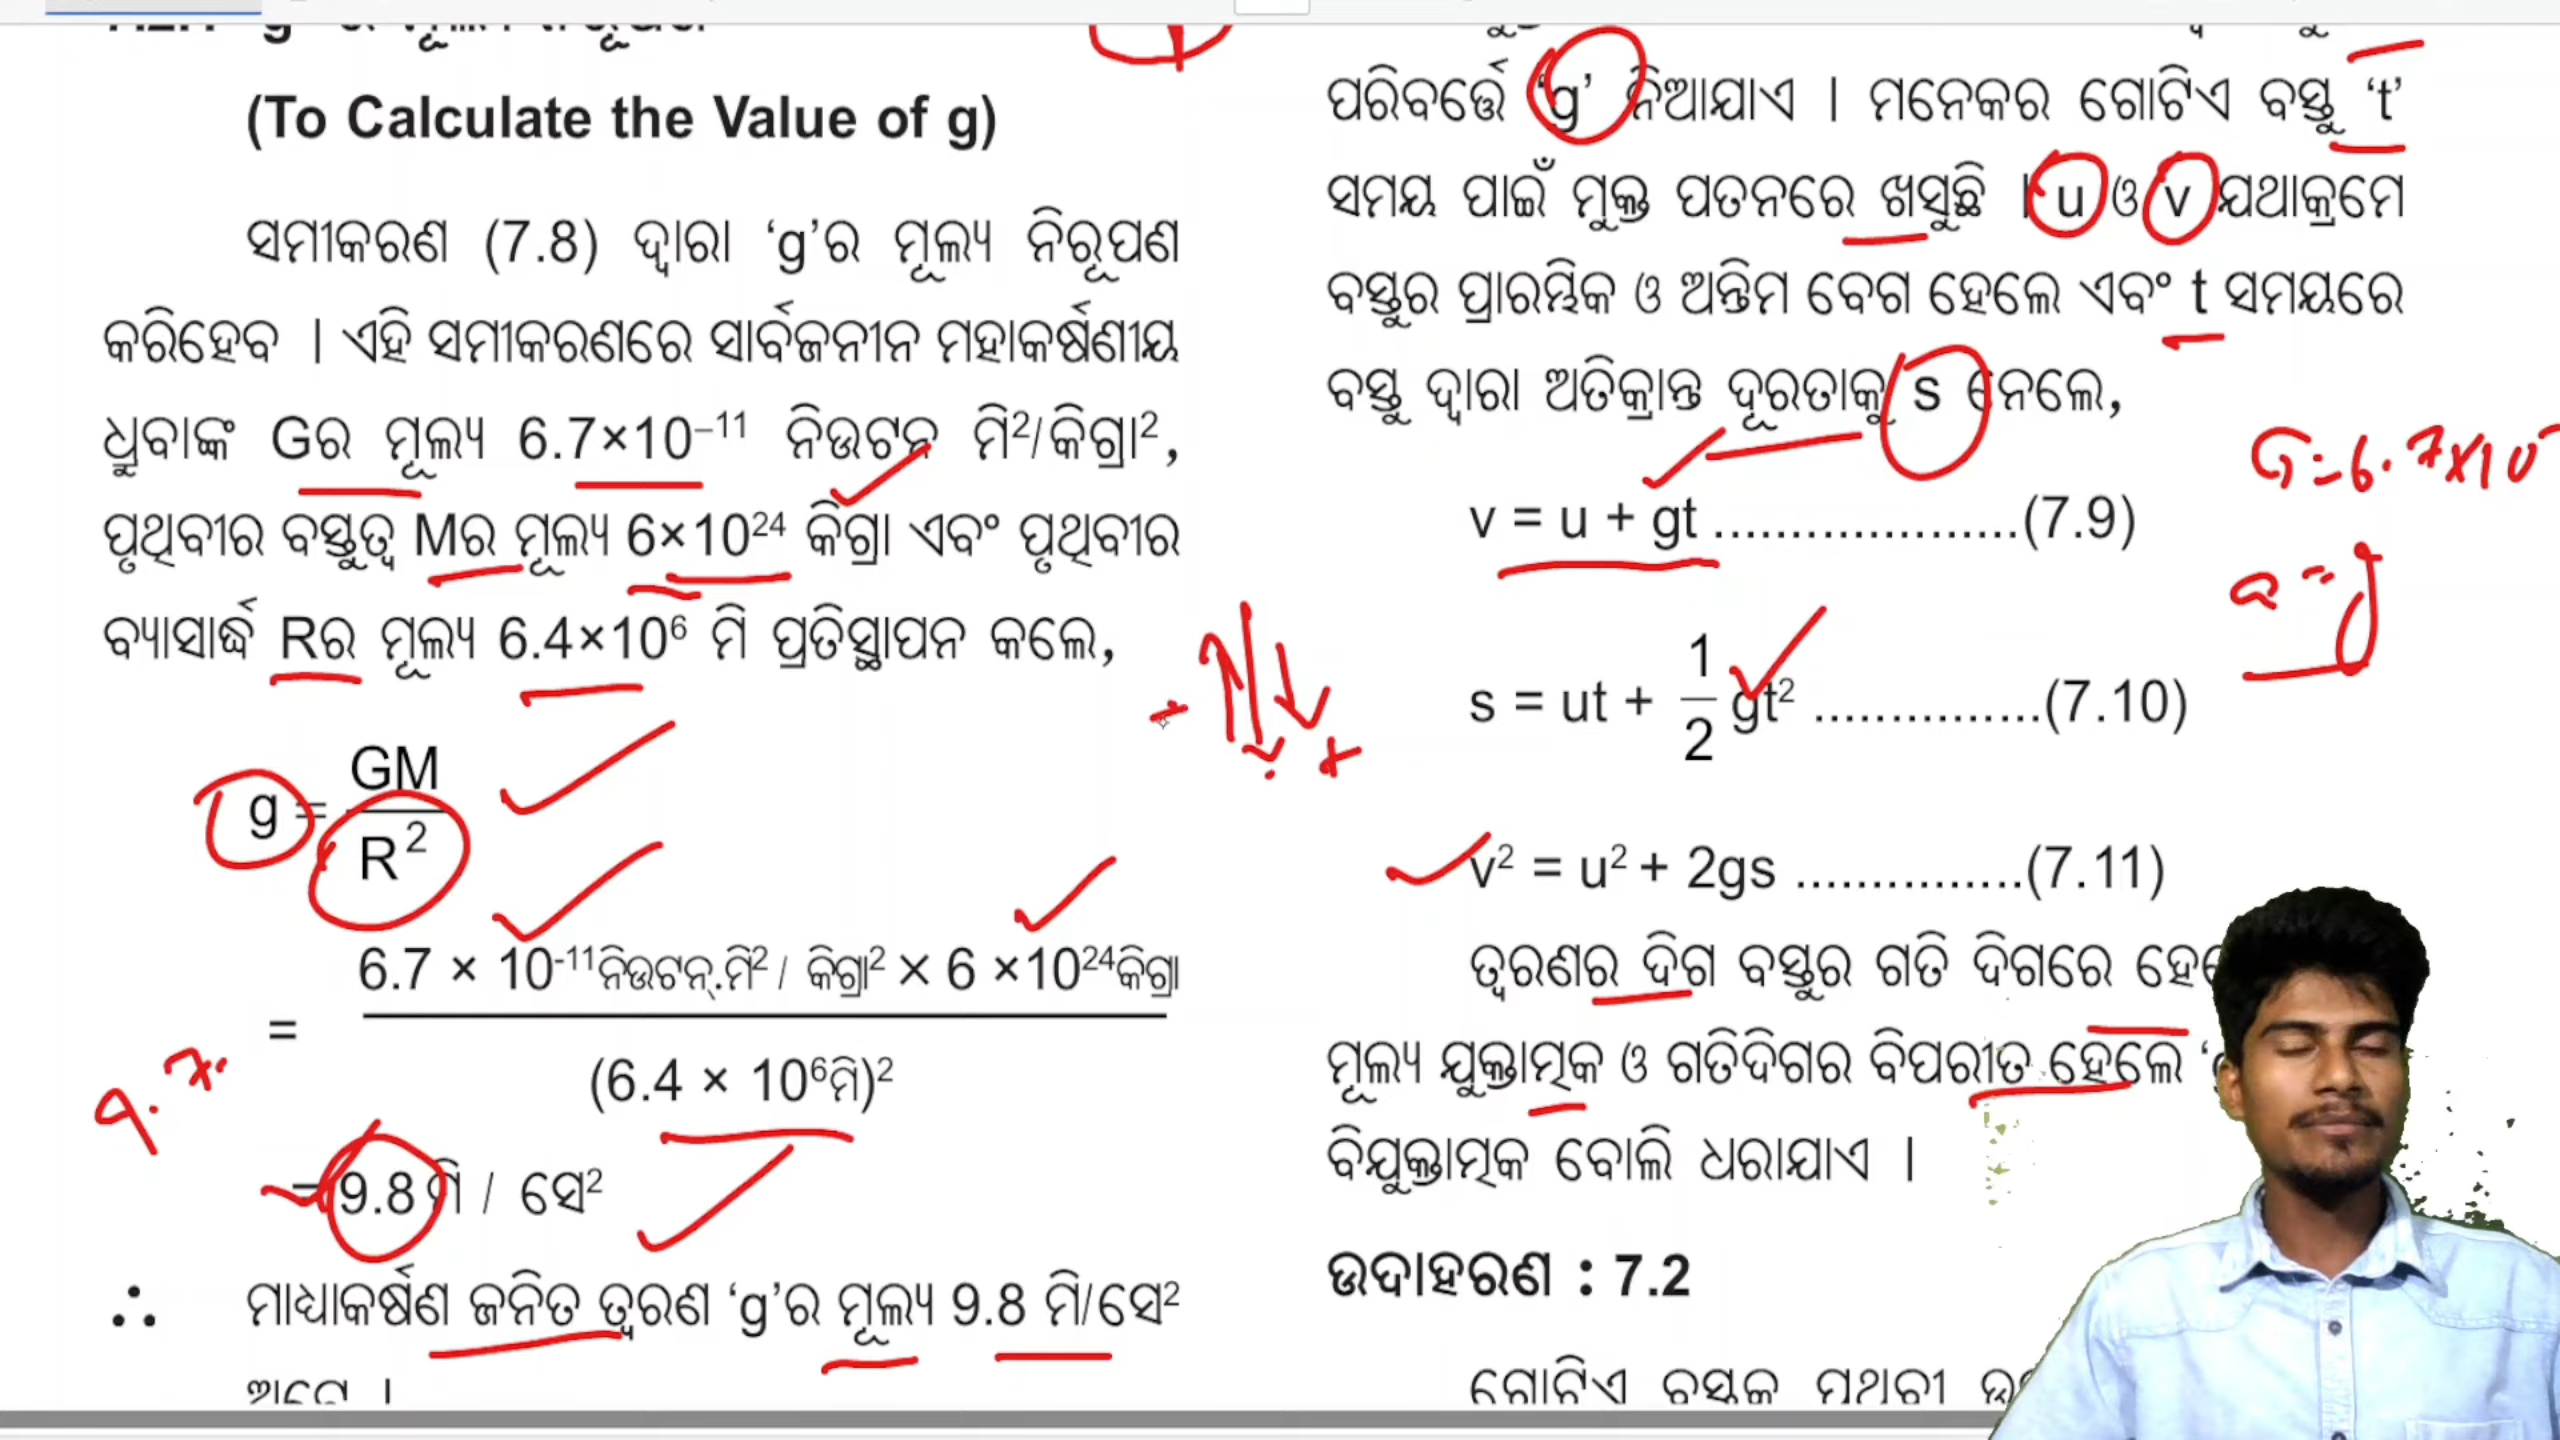 (To Calculate the Value of g)
ସମୀକରଣ (7.8) ଦ୍ୱାରା ‘g’ର ମୂଲ୍ୟ ନିରୂପଣ
କରିହେବ । ଏହି ସମୀକରଣରେ ସାର୍ବଜନୀନ ମହାକର୍ଷଣୀୟ
ଧ୍ରୁବାଙ୍କ Gର ମୂଲ୍ୟ 6.7×10⁻¹¹ ନିଉଟନ ମି²/କିଗ୍ରା²,
ପୃଥିବୀର ବସ୍ତୁତ୍ୱ Mର ମୂଲ୍ୟ 6×10²⁴ କିଗ୍ରା ଏବଂ ପୃଥିବୀର
ବ୍ୟାସାର୍ଦ୍ଧ Rର ମୂଲ୍ୟ 6.4×10⁶ ମି ପ୍ରତିସ୍ଥାପନ କଲେ,
g = GM
R²
6.7 × 10⁻¹¹ନିଉଟନ୍.ମି² / କିଗ୍ରା² × 6 ×10²⁴କିଗ୍ରା
=
(6.4 × 10⁶ମି)²
9.7.
= 9.8 ମି / ସେ²
∴ ମାଧ୍ୟାକର୍ଷଣ ଜନିତ ତ୍ୱରଣ ‘g’ର ମୂଲ୍ୟ 9.8 ମି/ସେ²
ପରିବର୍ତ୍ତେ ‘g’ ନିଆଯାଏ । ମନେକର ଗୋଟିଏ ବସ୍ତୁ ‘t’
ସମୟ ପାଇଁ ମୁକ୍ତ ପତନରେ ଖସୁଛି । u ଓ v ଯଥାକ୍ରମେ
ବସ୍ତୁର ପ୍ରାରମ୍ଭିକ ଓ ଅନ୍ତିମ ବେଗ ହେଲେ ଏବଂ t ସମୟରେ
ବସ୍ତୁ ଦ୍ୱାରା ଅତିକ୍ରାନ୍ତ ଦୂରତାକୁ s ନେଲେ,
G=6.7×10⁻
v = u + gt ....................(7.9)
a = g
s = ut + 1/2 gt² ...............(7.10)
- +
v² = u² + 2gs ...............(7.11)
ତ୍ୱରଣର ଦିଗ ବସ୍ତୁର ଗତି ଦିଗରେ
ମୂଲ୍ୟ ଯୁକ୍ତାତ୍ମକ ଓ ଗତିଦିଗର ବିପରୀତ ହେଲେ
ବିଯୁକ୍ତାତ୍ମକ ବୋଲି ଧରାଯାଏ ।
ଉଦାହରଣ : 7.2